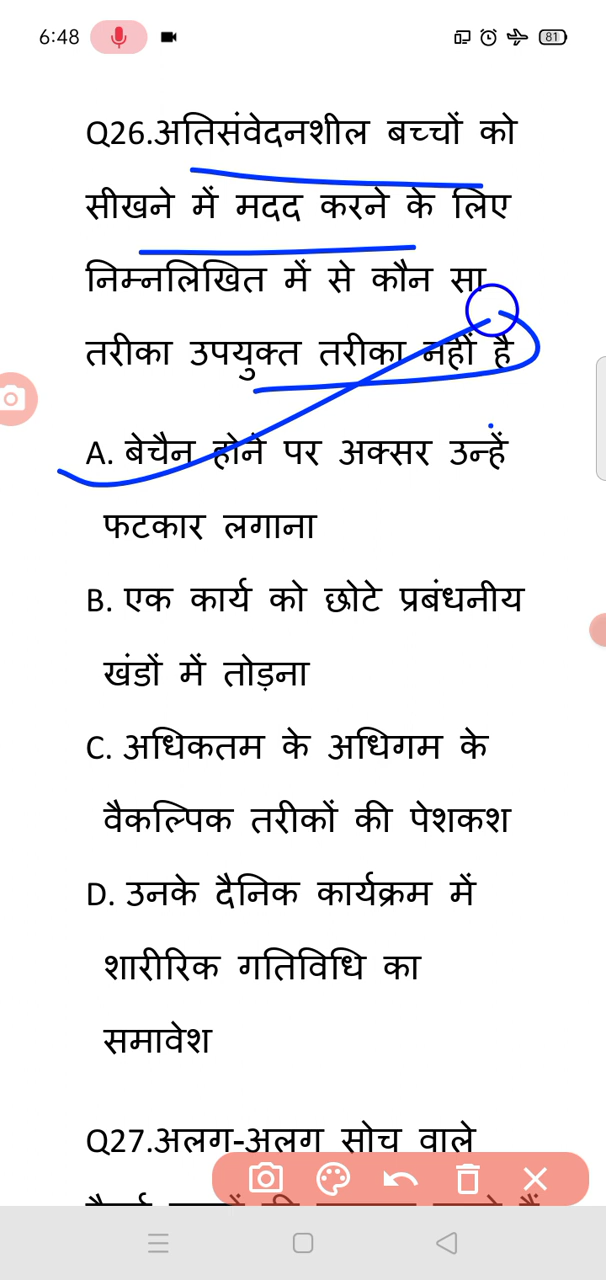 6:48
81
Q26.अतिसंवेदनशील बच्चों को
सीखने में मदद करने के लिए
निम्नलिखित में से कौन सा
तरीका उपयुक्त तरीका नहीं है
A. बेचैन होने पर अक्सर उन्हें
फटकार लगाना
B. एक कार्य को छोटे प्रबंधनीय
खंडों में तोड़ना
C. अधिकतम के अधिगम के
वैकल्पिक तरीकों की पेशकश
D. उनके दैनिक कार्यक्रम में
शारीरिक गतिविधि का
समावेश
Q27.अलग-अलग सोच वाले